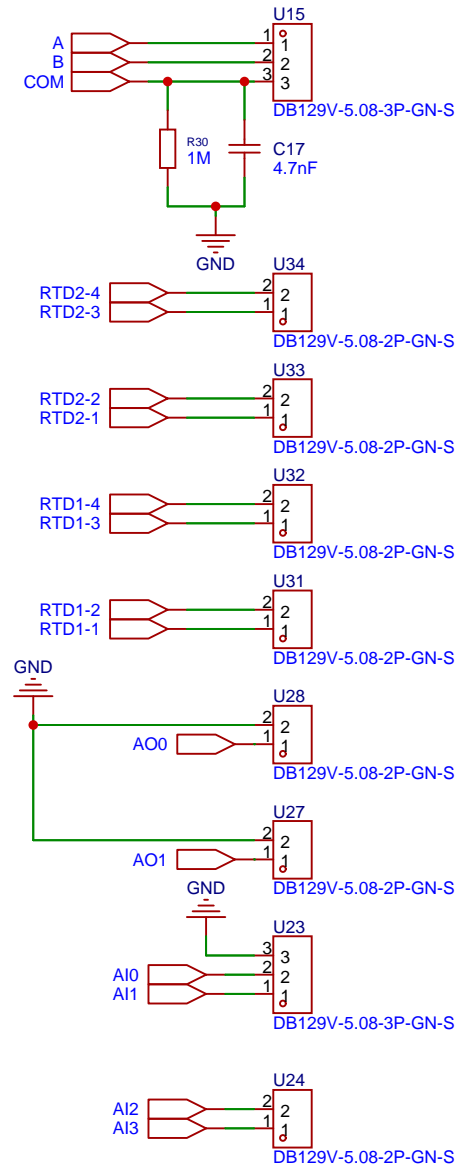 U15
A 1 1
B 2 2
COM 3 3
DB129V-5.08-3P-GN-S
R30
1M
C17
4.7nF
GND
U34
RTD2-4 2 2
RTD2-3 1 1
DB129V-5.08-2P-GN-S
U33
RTD2-2 2 2
RTD2-1 1 1
DB129V-5.08-2P-GN-S
U32
RTD1-4 2 2
RTD1-3 1 1
DB129V-5.08-2P-GN-S
U31
RTD1-2 2 2
RTD1-1 1 1
DB129V-5.08-2P-GN-S
GND
U28
2 2
AO0 1 1
DB129V-5.08-2P-GN-S
U27
2 2
AO1 1 1
DB129V-5.08-2P-GN-S
GND
U23
3 3
AI0 2 2
AI1 1 1
DB129V-5.08-3P-GN-S
U24
AI2 2 2
AI3 1 1
DB129V-5.08-2P-GN-S